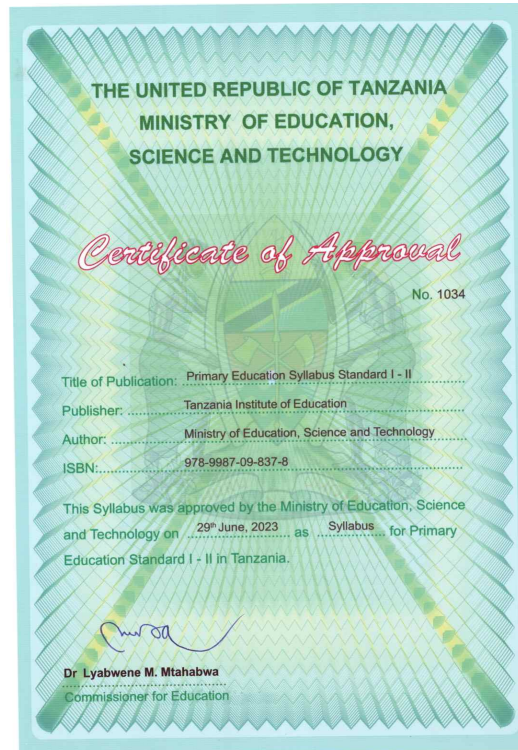 THE UNITED REPUBLIC OF TANZANIA
MINISTRY OF EDUCATION,
SCIENCE AND TECHNOLOGY
Certificate of Approval
No. 1034
Title of Publication: Primary Education Syllabus Standard I - II
Publisher: Tanzania Institute of Education
Author: Ministry of Education, Science and Technology
ISBN: 978-9987-09-837-8
This Syllabus was approved by the Ministry of Education, Science
and Technology on 29th June, 2023 as Syllabus for Primary
Education Standard I - II in Tanzania.
Dr Lyabwene M. Mtahabwa
Commissioner for Education